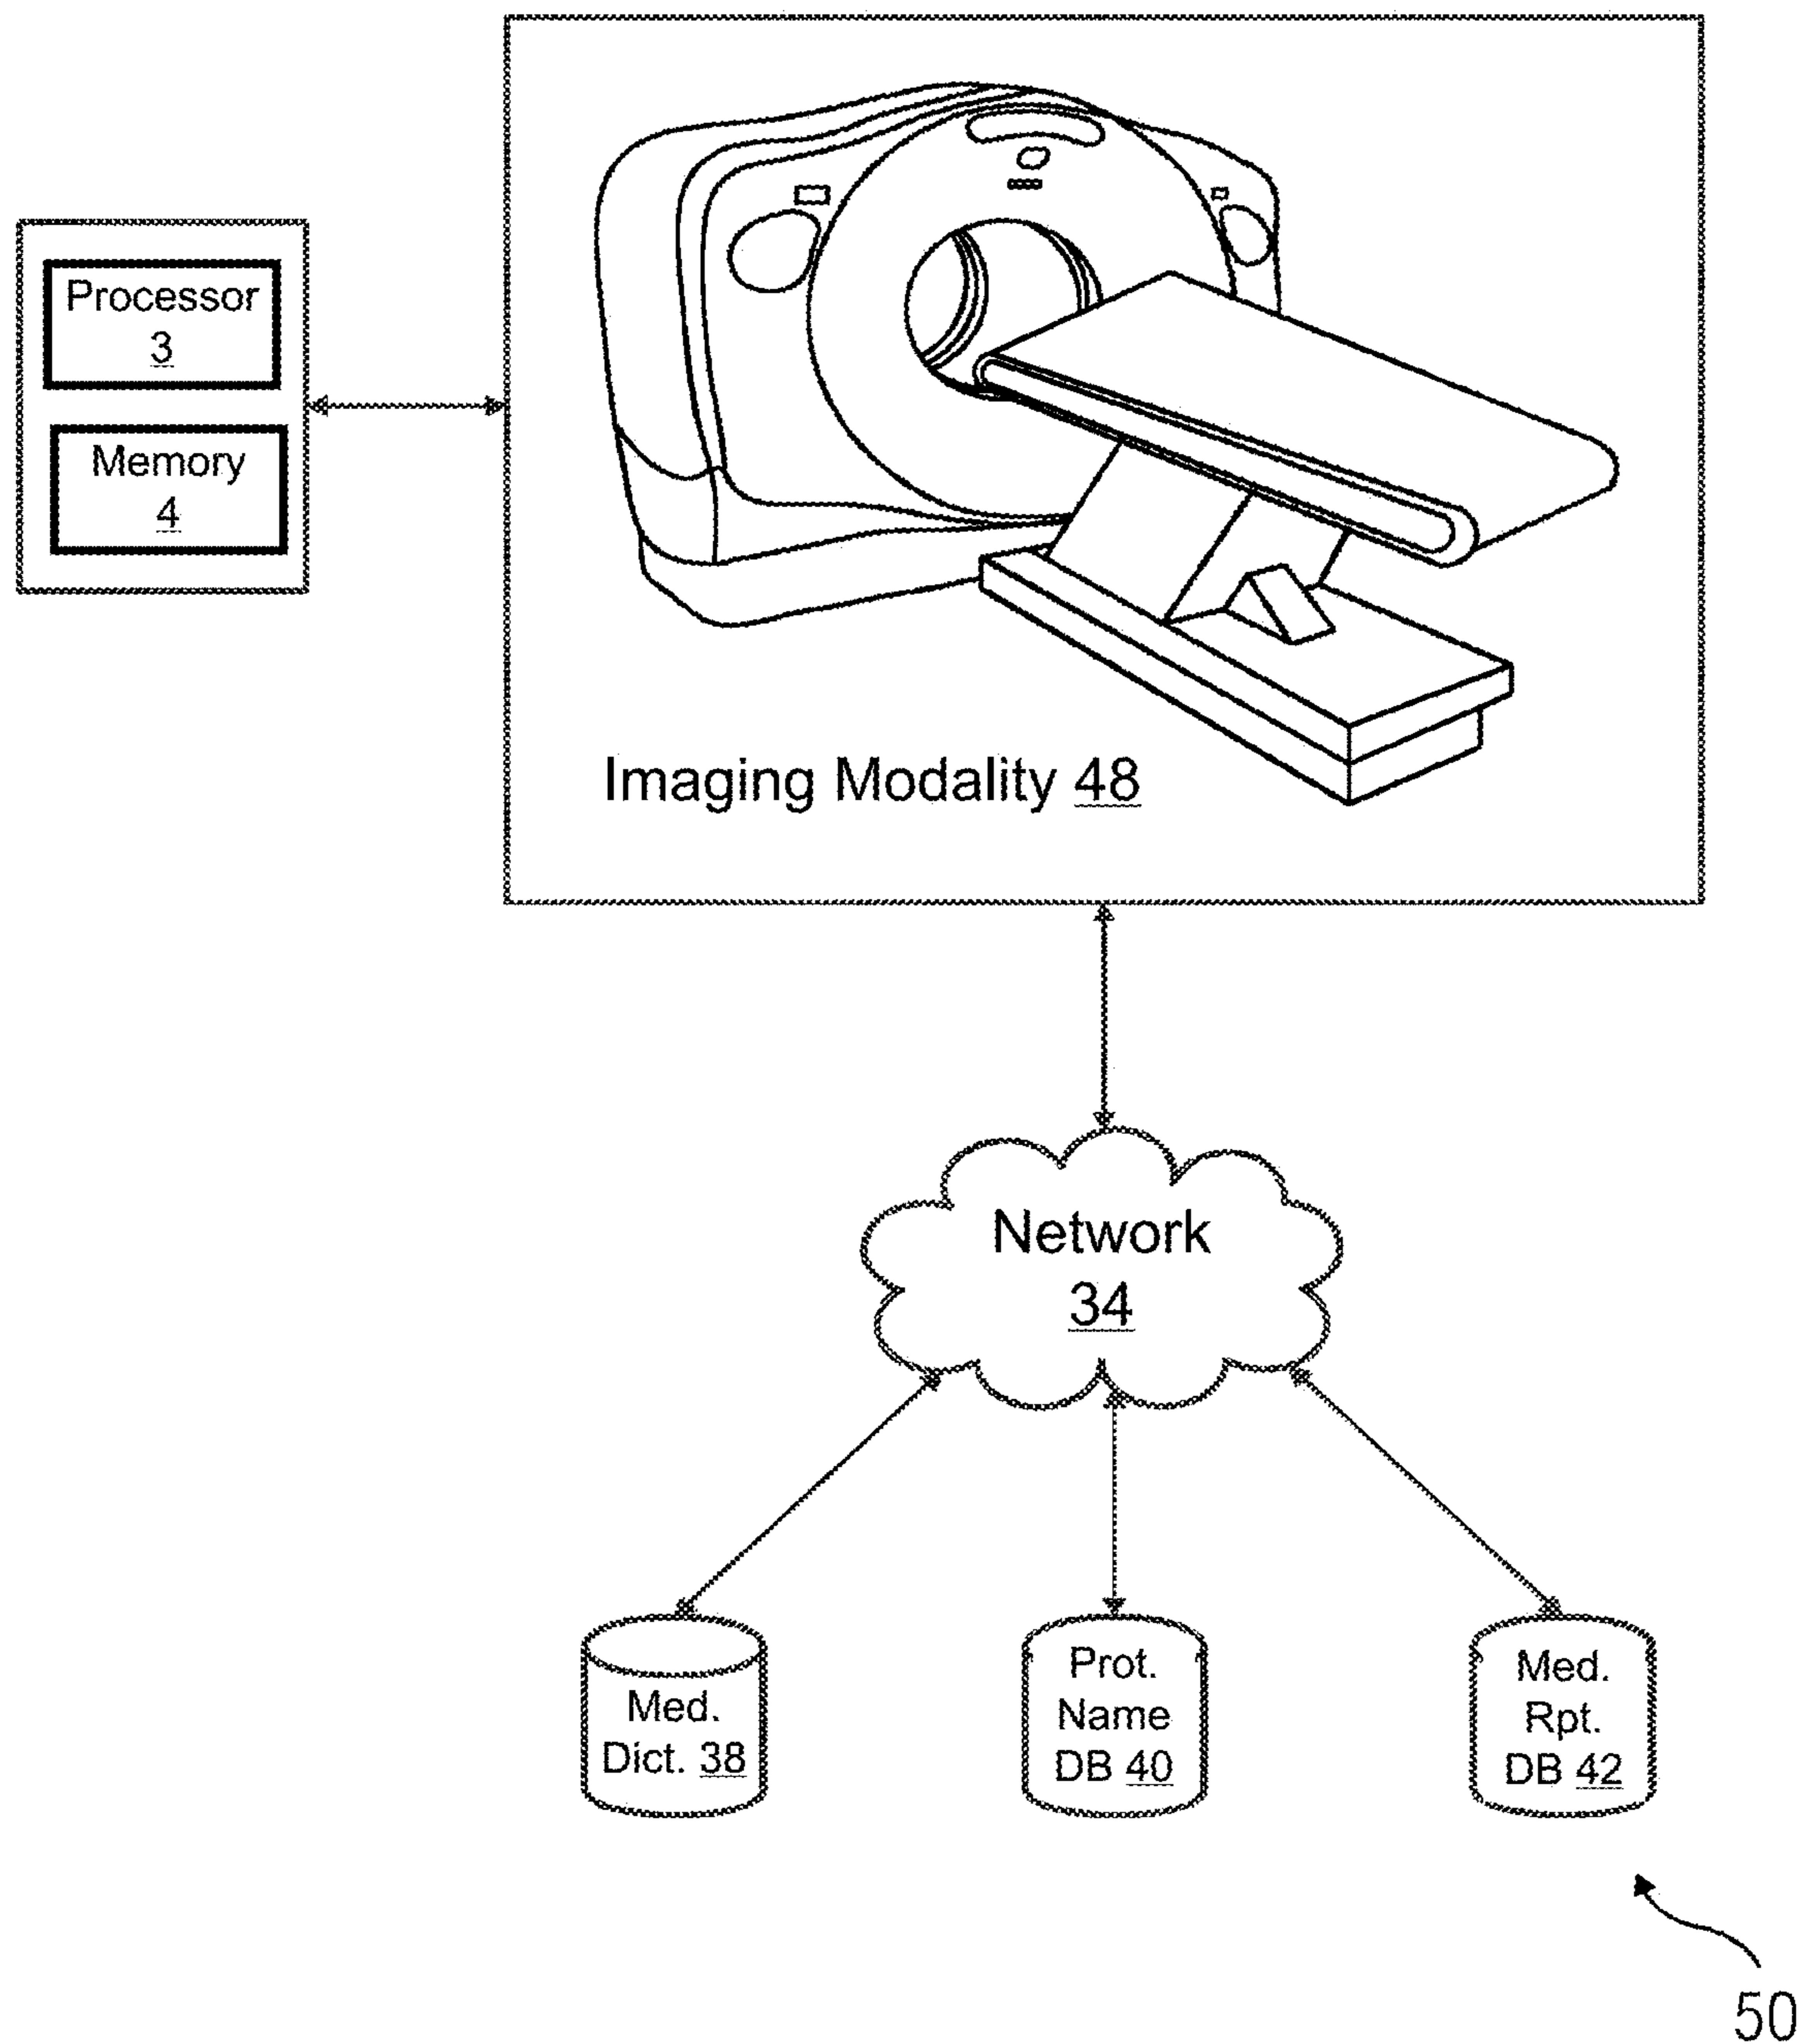 Processor
3
Memory
4
Imaging Modality 48
Network
34
Med.
Dict. 38
Prot.
Name
DB 40
Med.
Rpt.
DB 42
50